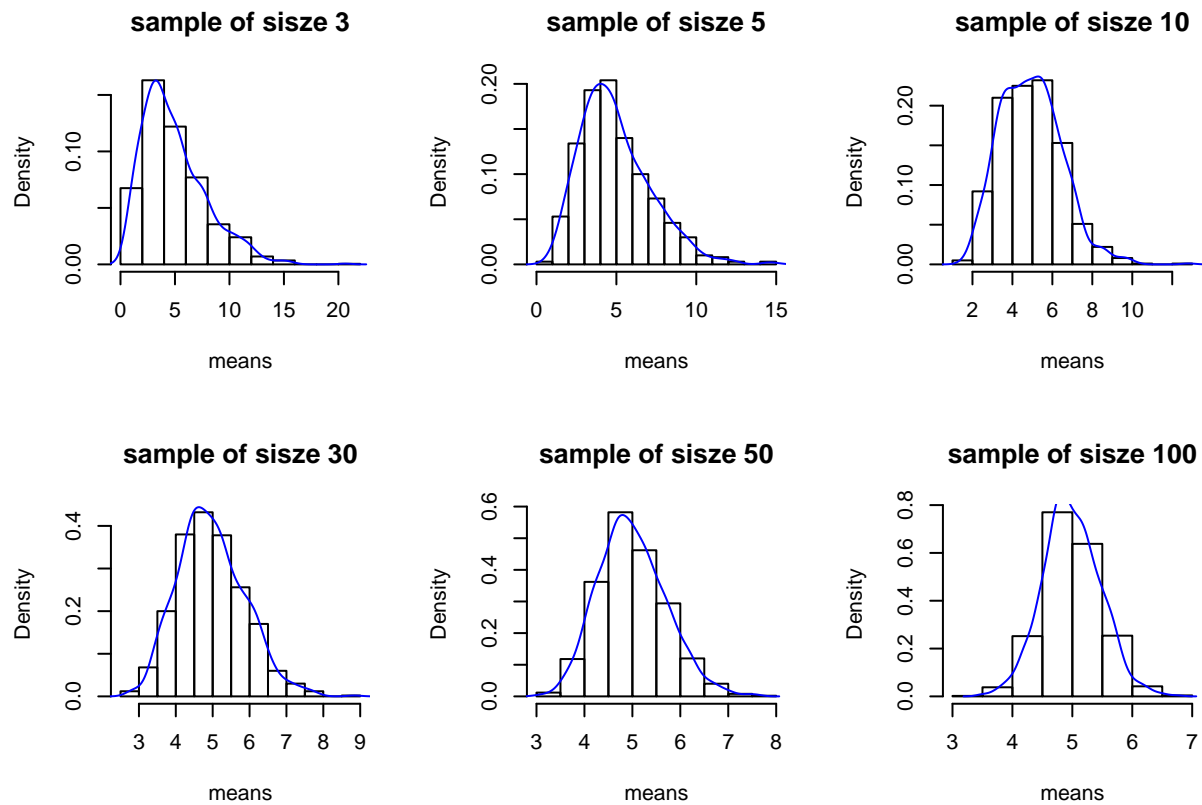 sample of sisze 3
Density
0.00 0.10
0 5 10 15 20
means
sample of sisze 5
Density
0.00 0.10 0.20
0 5 10 15
means
sample of sisze 10
Density
0.00 0.10 0.20
2 4 6 8 10
means
sample of sisze 30
Density
0.0 0.2 0.4
3 4 5 6 7 8 9
means
sample of sisze 50
Density
0.0 0.2 0.4 0.6
3 4 5 6 7 8
means
sample of sisze 100
Density
0.0 0.2 0.4 0.6 0.8
3 4 5 6 7
means